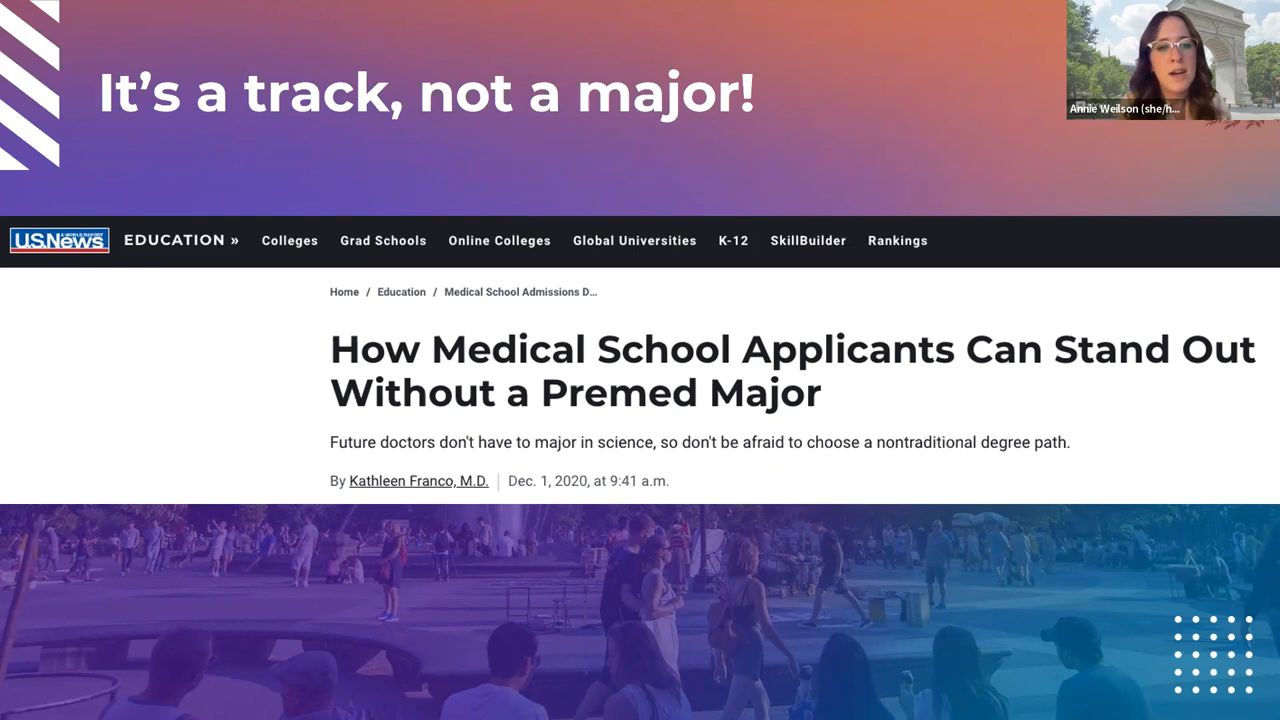 It's a track, not a major!
Annie Weilson (she/h...
U.S.News EDUCATION » Colleges Grad Schools Online Colleges Global Universities K-12 SkillBuilder Rankings
Home / Education / Medical School Admissions D...
How Medical School Applicants Can Stand Out
Without a Premed Major
Future doctors don't have to major in science, so don't be afraid to choose a nontraditional degree path.
By Kathleen Franco, M.D. | Dec. 1, 2020, at 9:41 a.m.